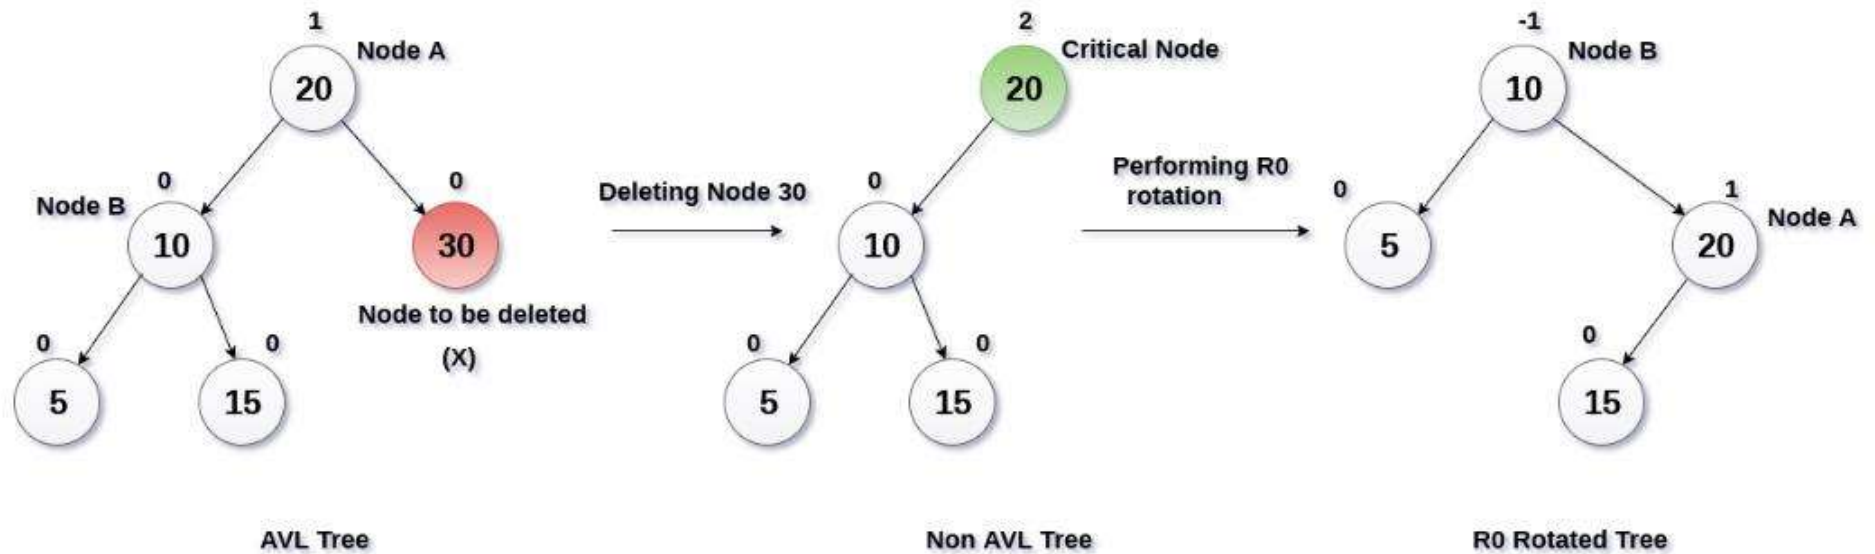 1
Node A
20
0
Node B
10
0
30
Node to be deleted
(X)
0
5
0
15
AVL Tree
Deleting Node 30
2
Critical Node
20
0
10
0
5
0
15
Non AVL Tree
Performing R0
rotation
-1
Node B
10
0
5
1
Node A
20
0
15
R0 Rotated Tree